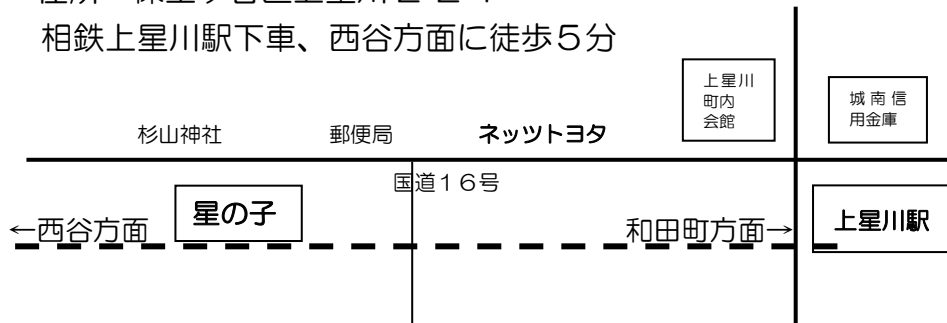 相鉄上星川駅下車、西谷方面に徒歩５分
上星川
町内
会館
城南信
用金庫
杉山神社
郵便局
ネッツトヨタ
国道１６号
星の子
←西谷方面
和田町方面→
上星川駅